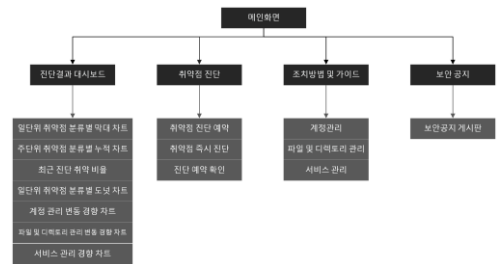 메인화면
진단결과 대시보드
취약점 진단
조치방법 및 가이드
보안 공지
일단위 취약점 분류별 막대 차트
주단위 취약점 분류별 누적 차트
최근 진단 취약 비율
일단위 취약점 분류별 도넛 차트
계정 관리 변동 경향 차트
파일 및 디렉토리 관리 변동 경향 차트
서비스 관리 경향 차트
취약점 진단 예약
취약점 즉시 진단
진단 예약 확인
계정관리
파일 및 디렉토리 관리
서비스 관리
보안공지 게시판